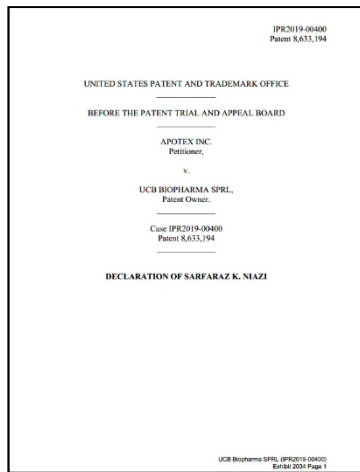 IPR2019-00400
Patent 8,633,194
UNITED STATES PATENT AND TRADEMARK OFFICE
BEFORE THE PATENT TRIAL AND APPEAL BOARD
APOTEX INC.
Petitioner,
v.
UCB BIOPHARMA SPRL,
Patent Owner.
Case IPR2019-00400
Patent 8,633,194
DECLARATION OF SARFARAZ K. NIAZI
UCB Biopharma SPRL (IPR2019-00400)
Exhibit 2034 Page 1